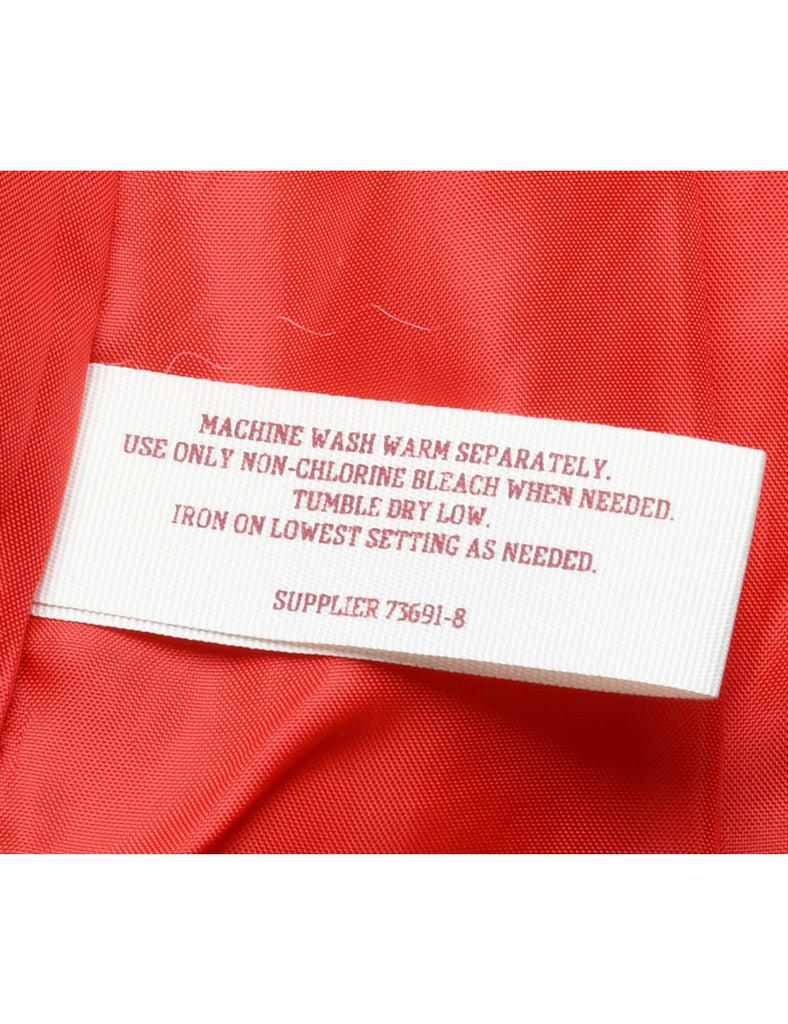 MACHINE WASH WARM SEPARATELY.
USE ONLY NON-CHLORINE BLEACH WHEN NEEDED.
TUMBLE DRY LOW.
IRON ON LOWEST SETTING AS NEEDED.
SUPPLIER 73691-8